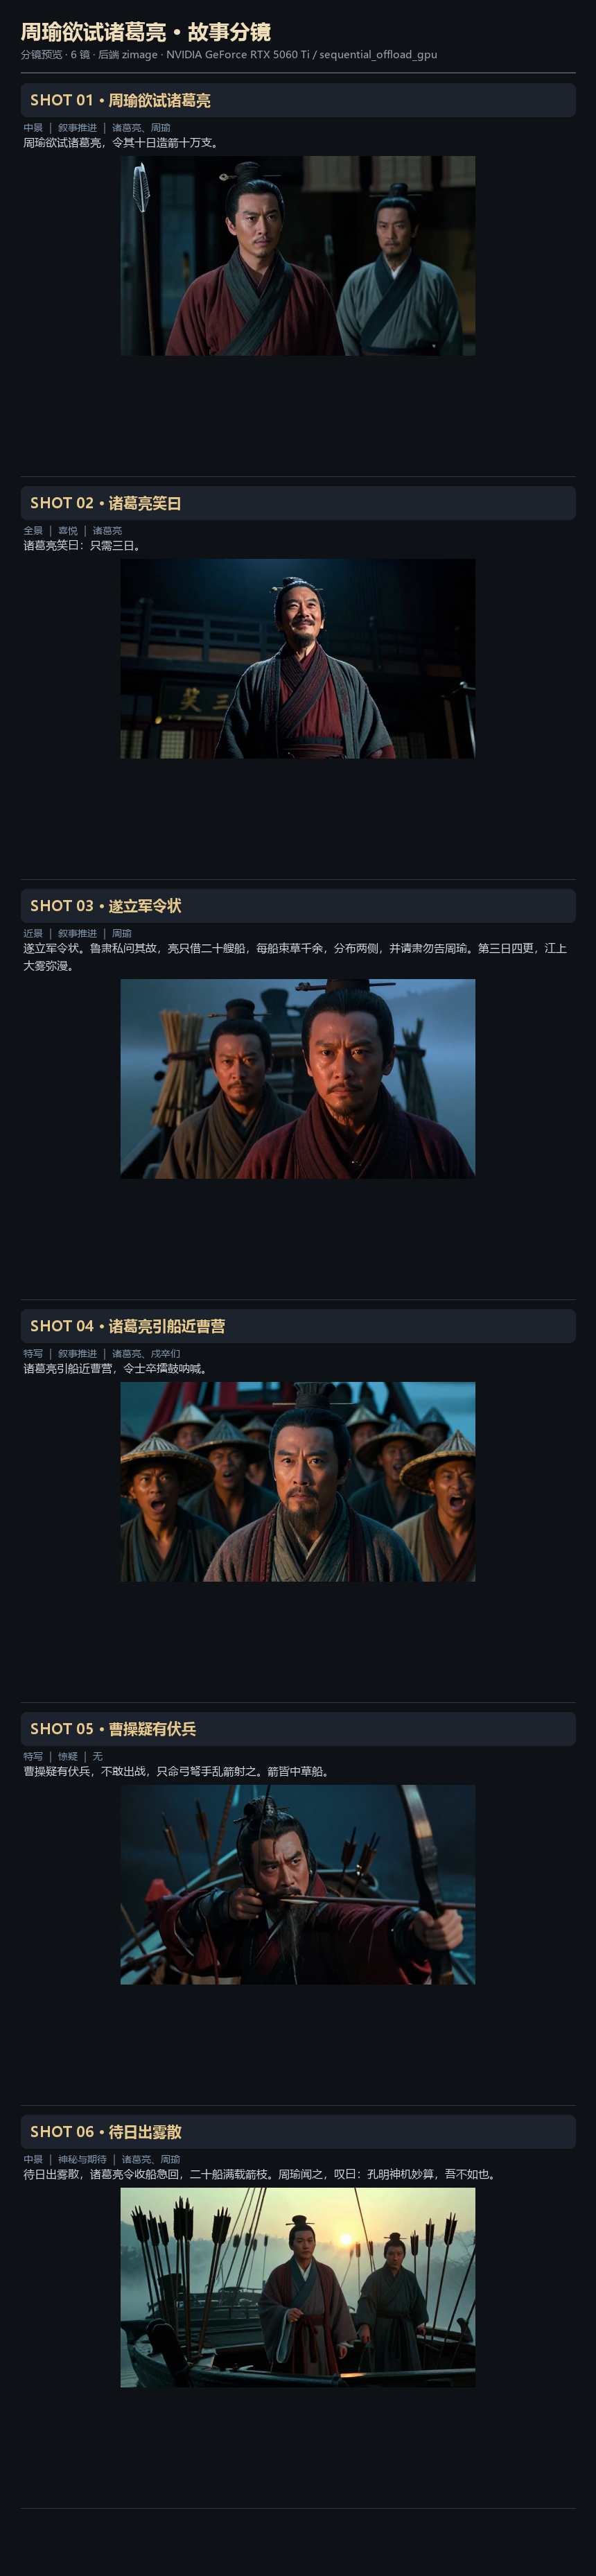 周瑜欲试诸葛亮 • 故事分镜
分镜预览 · 6 镜 · 后端 zimage · NVIDIA GeForce RTX 5060 Ti / sequential_offload_gpu
SHOT 01 • 周瑜欲试诸葛亮
中景 | 叙事推进 | 诸葛亮、周瑜
周瑜欲试诸葛亮，令其十日造箭十万支。
SHOT 02 • 诸葛亮笑曰
全景 | 喜悦 | 诸葛亮
诸葛亮笑曰：只需三日。
SHOT 03 • 遂立军令状
近景 | 叙事推进 | 周瑜
遂立军令状。鲁肃私问其故，亮只借二十艘船，每船束草千余，分布两侧，并请肃勿告周瑜。第三日四更，江上
大雾弥漫。
SHOT 04 • 诸葛亮引船近曹营
特写 | 叙事推进 | 诸葛亮、戍卒们
诸葛亮引船近曹营，令士卒擂鼓呐喊。
SHOT 05 • 曹操疑有伏兵
特写 | 惊疑 | 无
曹操疑有伏兵，不敢出战，只命弓弩手乱箭射之。箭皆中草船。
SHOT 06 • 待日出雾散
中景 | 神秘与期待 | 诸葛亮、周瑜
待日出雾散，诸葛亮令收船急回，二十船满载箭枝。周瑜闻之，叹曰：孔明神机妙算，吾不如也。